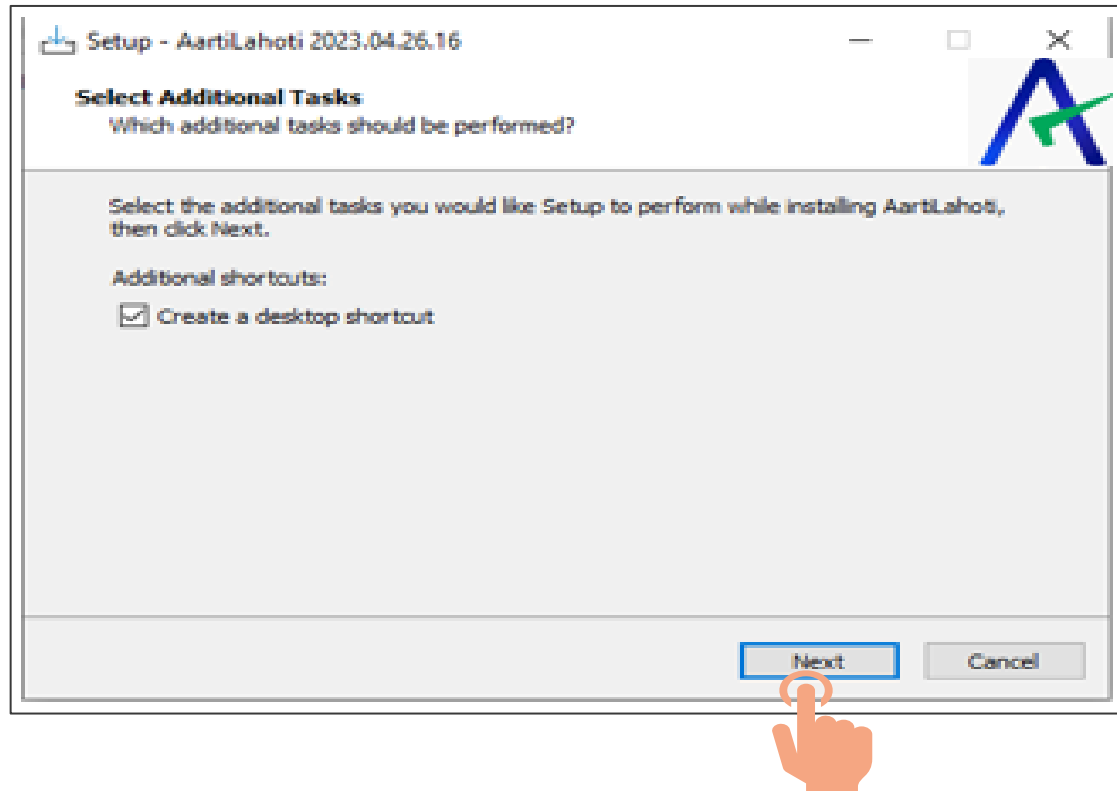 Setup - AartiLahoti 2023.04.26.16
Select Additional Tasks
Which additional tasks should be performed?
Select the additional tasks you would like Setup to perform while installing AartiLahoti,
then click Next.
Additional shortcuts:
Create a desktop shortcut
Next
Cancel